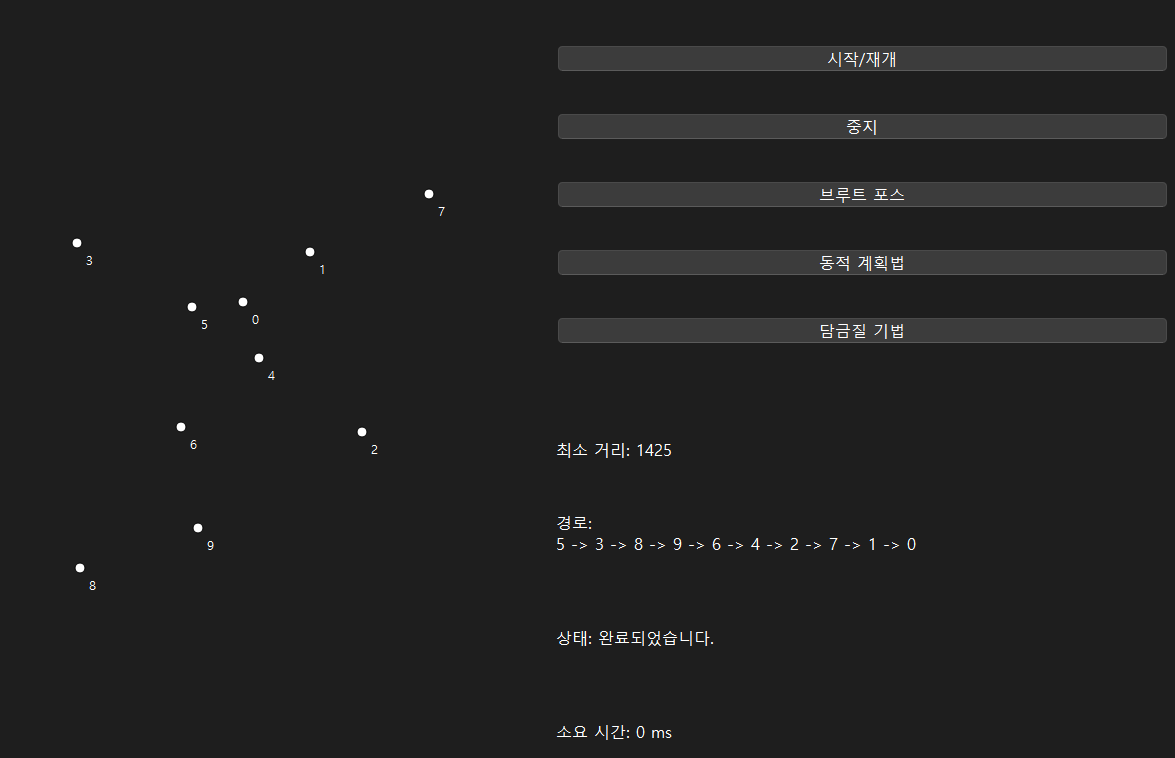 시작/재개
중지
브루트 포스
동적 계획법
담금질 기법
7
3
1
5
0
4
6
2
9
8
최소 거리: 1425
경로:
5 -> 3 -> 8 -> 9 -> 6 -> 4 -> 2 -> 7 -> 1 -> 0
상태: 완료되었습니다.
소요 시간: 0 ms